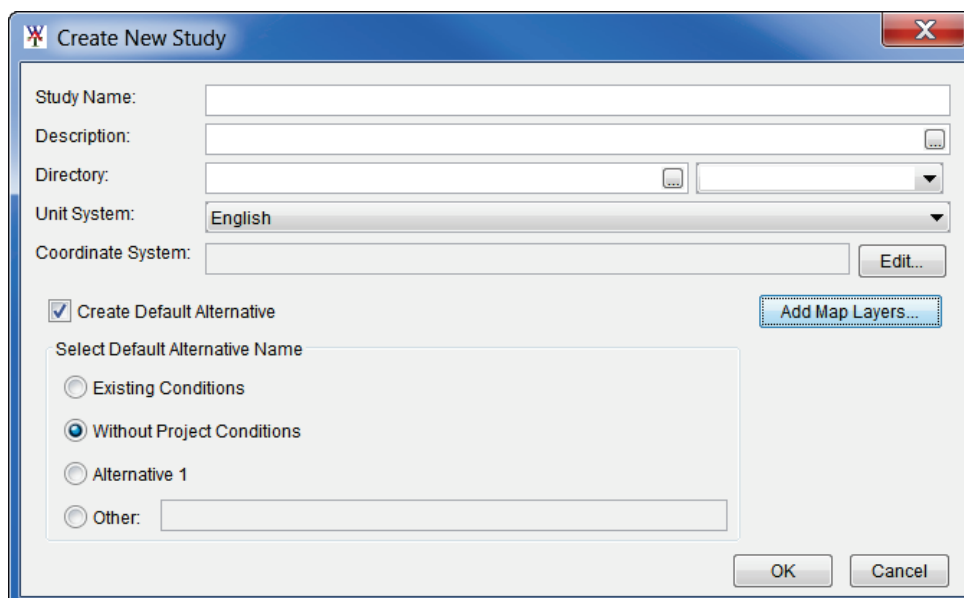 Create New Study
Study Name:
Description:
...
Directory:
...
Unit System:
English
Coordinate System:
Edit...
Create Default Alternative
Add Map Layers...
Select Default Alternative Name
Existing Conditions
Without Project Conditions
Alternative 1
Other:
OK
Cancel